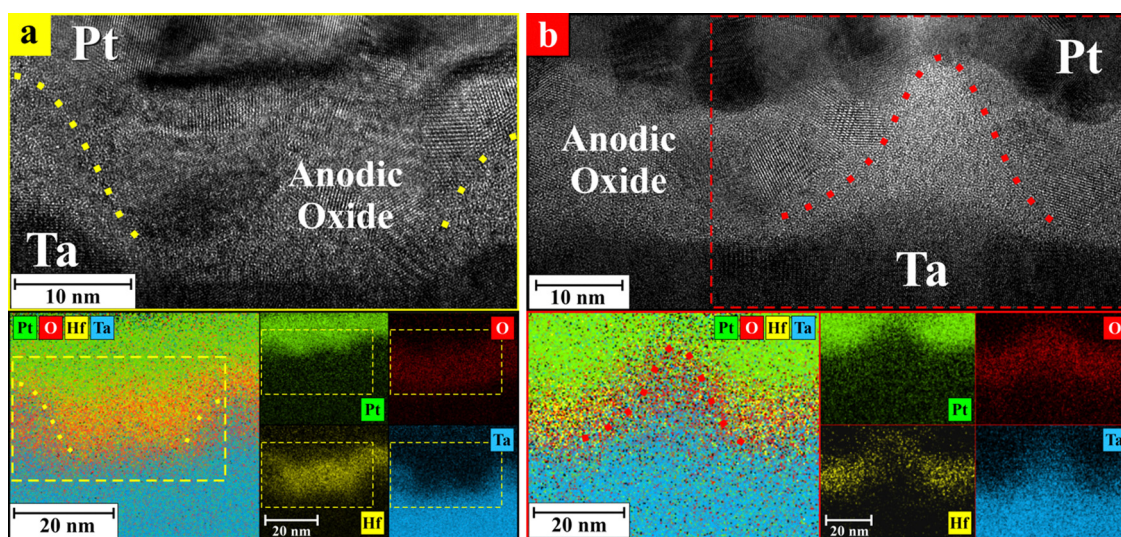 a
Pt
Anodic
Oxide
Ta
10 nm
b
Pt
Anodic
Oxide
Ta
10 nm
Pt O Hf Ta
20 nm
Pt
O
Hf
20 nm
Ta
Pt O Hf Ta
20 nm
Pt
O
Hf
20 nm
Ta